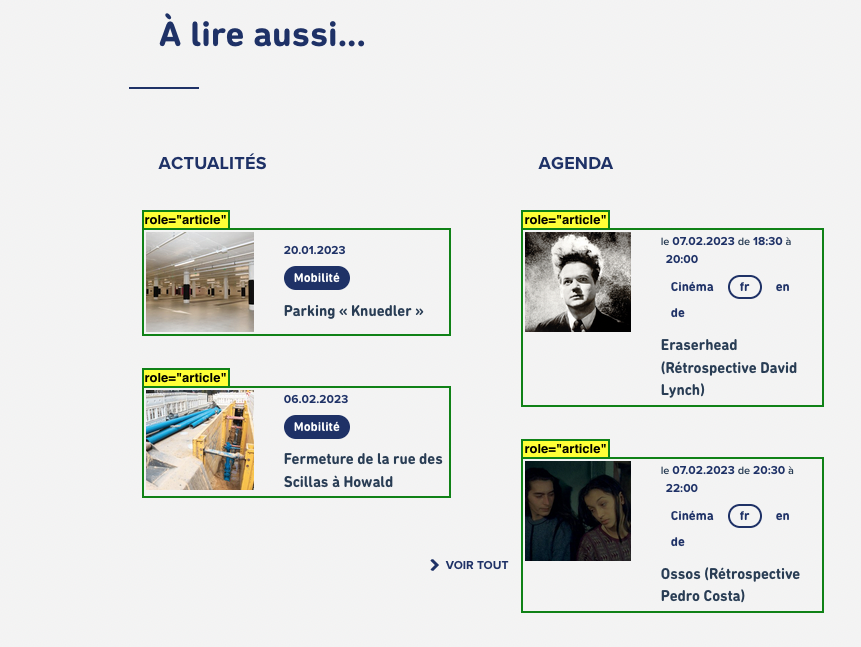 À lire aussi...
ACTUALITÉS
role="article"
20.01.2023
Mobilité
Parking « Knuedler »
role="article"
06.02.2023
Mobilité
Fermeture de la rue des
Scillas à Howald
VOIR TOUT
AGENDA
role="article"
le 07.02.2023 de 18:30 à
20:00
Cinéma fr en
de
Eraserhead
(Rétrospective David
Lynch)
role="article"
le 07.02.2023 de 20:30 à
22:00
Cinéma fr en
de
Ossos (Rétrospective
Pedro Costa)